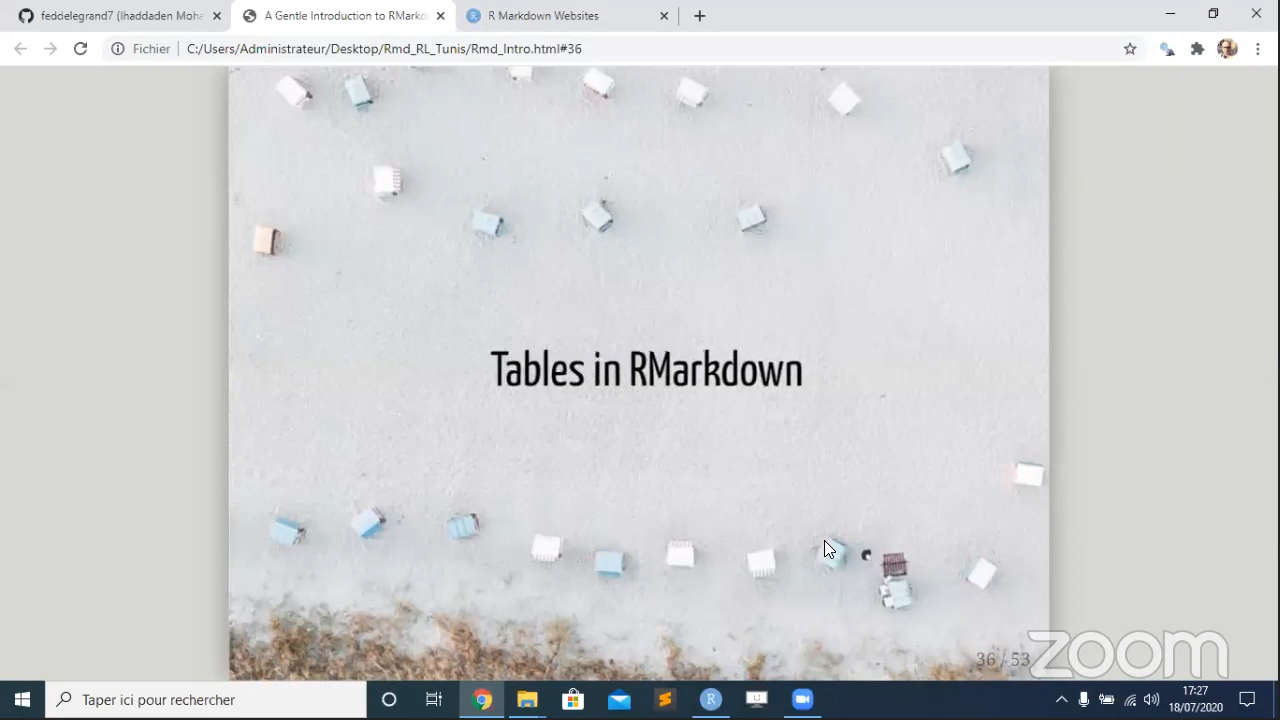 feddelegrand7 (Ihaddaden Moha
A Gentle Introduction to RMarkd
R Markdown Websites
Fichier
C:/Users/Administrateur/Desktop/Rmd_RL_Tunis/Rmd_Intro.html#36
Tables in RMarkdown
36 / 53
zoom
Taper ici pour rechercher
17:27
18/07/2020